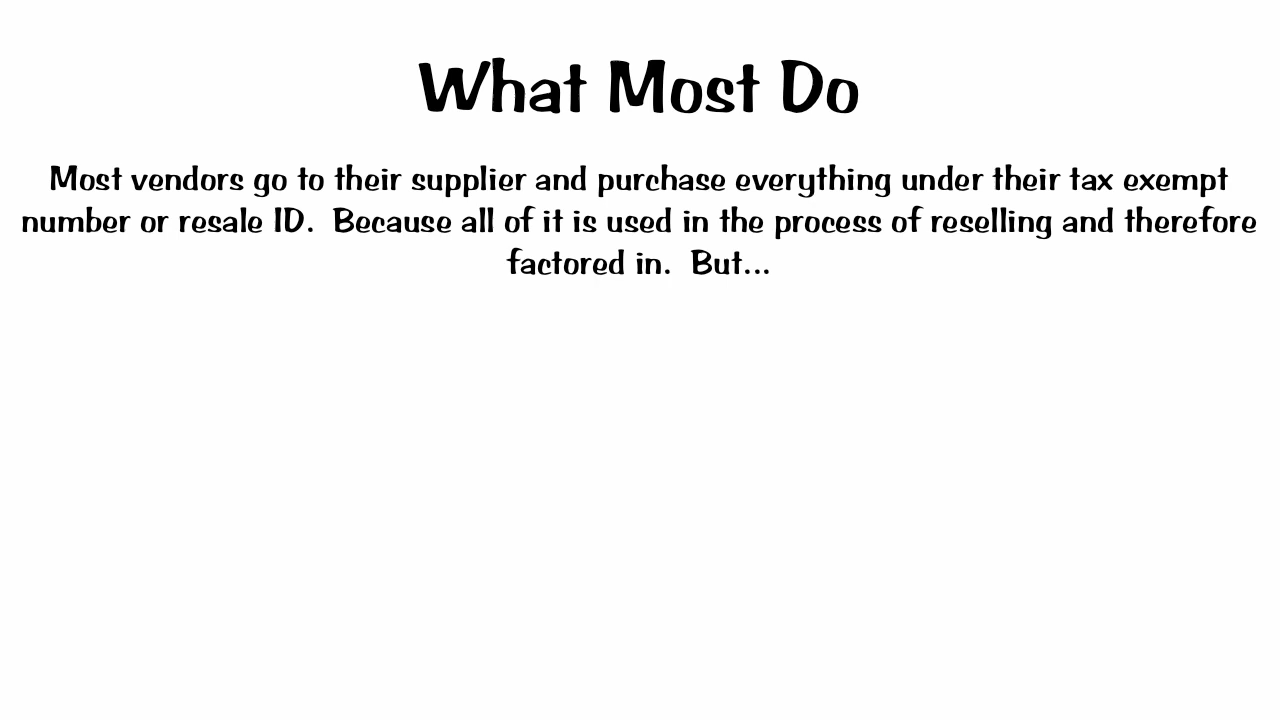 What Most Do
Most vendors go to their supplier and purchase everything under their tax exempt
number or resale ID.  Because all of it is used in the process of reselling and therefore
factored in.  But...